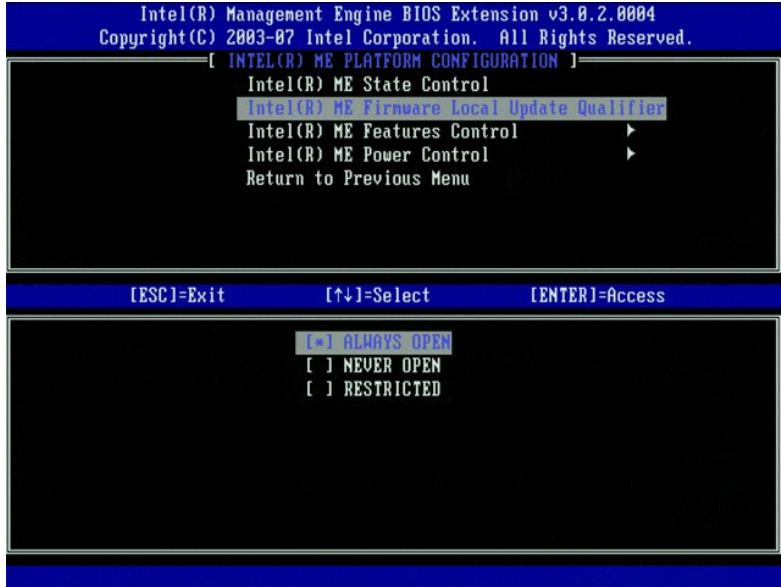 Intel(R) Management Engine BIOS Extension v3.0.2.0004
Copyright(C) 2003-07 Intel Corporation. All Rights Reserved.
[ INTEL(R) ME PLATFORM CONFIGURATION ]
Intel(R) ME State Control
Intel(R) ME Firmware Local Update Qualifier
Intel(R) ME Features Control ►
Intel(R) ME Power Control ►
Return to Previous Menu
[ESC]=Exit [↑↓]=Select [ENTER]=Access
[*] ALWAYS OPEN
[ ] NEVER OPEN
[ ] RESTRICTED